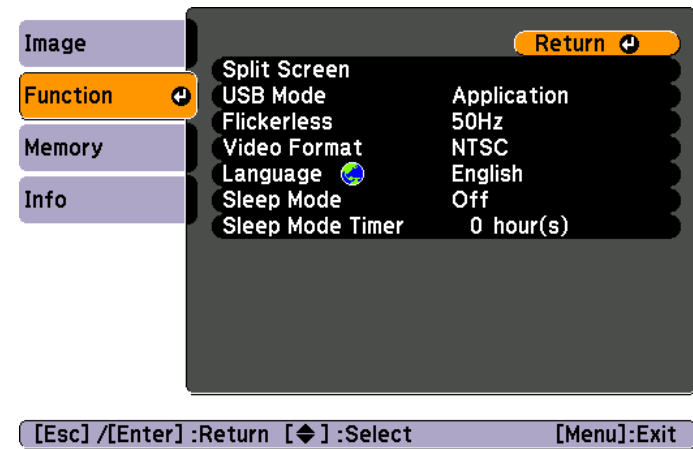 Image
Function
Memory
Info
Return
Split Screen
USB Mode Application
Flickerless 50Hz
Video Format NTSC
Language English
Sleep Mode Off
Sleep Mode Timer 0 hour(s)
[Esc] /[Enter] :Return [◆] :Select [Menu]:Exit